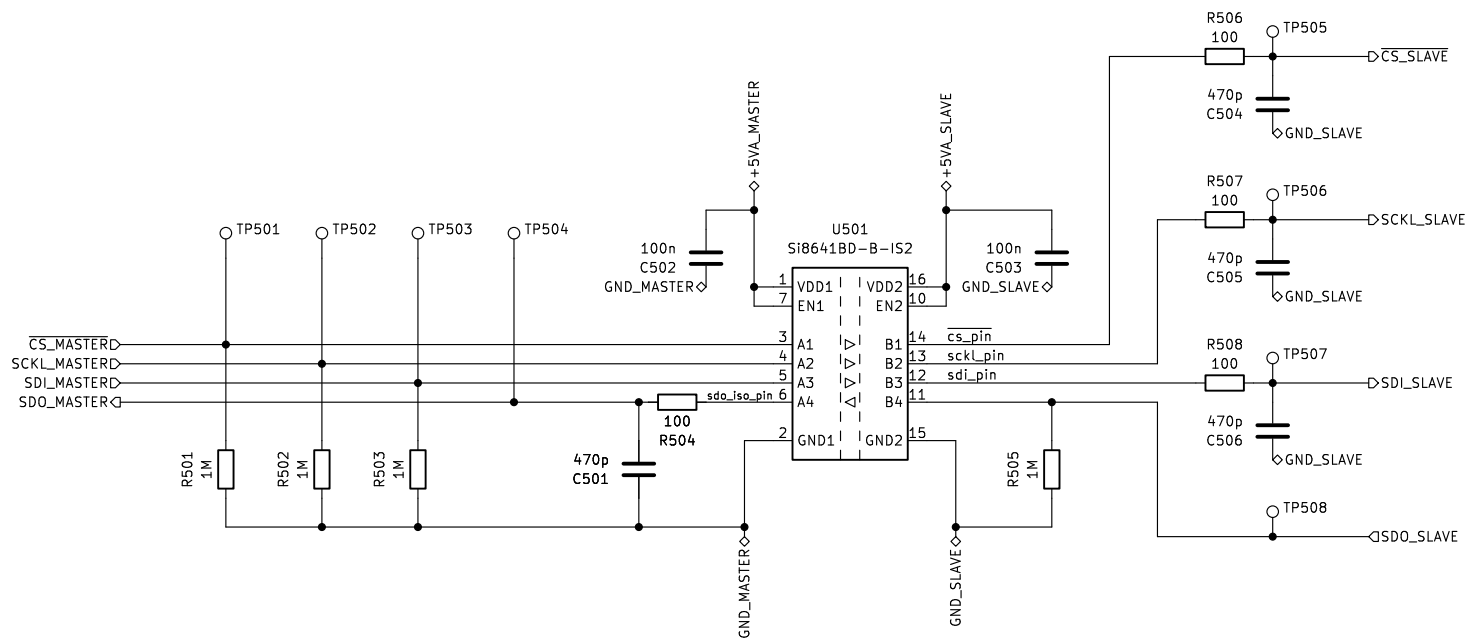 R506
100
TP505
CS_SLAVE
470p
C504
GND_SLAVE
+5VA_MASTER
+5VA_SLAVE
R507
100
TP506
SCKL_SLAVE
470p
C505
GND_SLAVE
TP501
TP502
TP503
TP504
U501
Si8641BD-B-IS2
100n
C502
GND_MASTER
100n
C503
GND_SLAVE
1
VDD1
VDD2
16
7
EN1
EN2
10
CS_MASTER
3
A1
B1
14
cs_pin
SCKL_MASTER
4
A2
B2
13
sckl_pin
SDI_MASTER
5
A3
B3
12
sdi_pin
SDO_MASTER
sdo_iso_pin
6
A4
B4
11
100
R504
2
GND1
GND2
15
R508
100
TP507
SDI_SLAVE
470p
C506
GND_SLAVE
R501
1M
R502
1M
R503
1M
470p
C501
R505
1M
TP508
SDO_SLAVE
GND_MASTER
GND_SLAVE